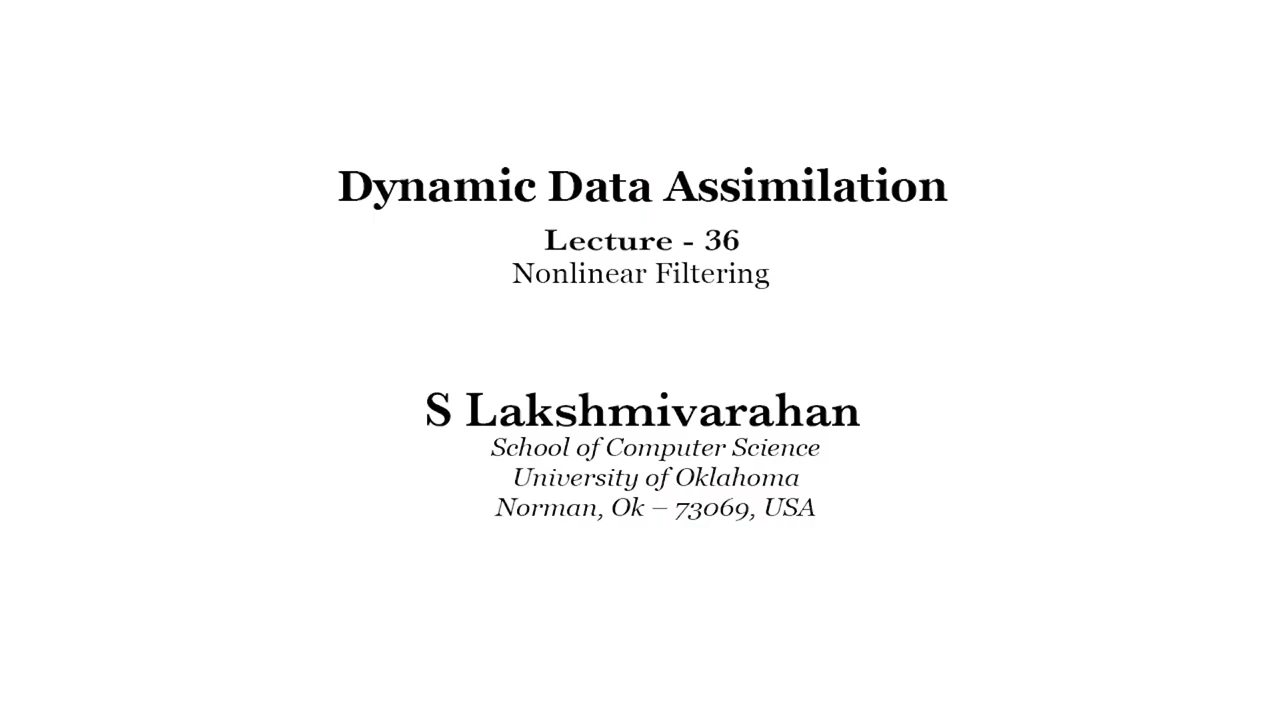 Dynamic Data Assimilation
Lecture - 36
Nonlinear Filtering
S Lakshmivarahan
School of Computer Science
University of Oklahoma
Norman, Ok – 73069, USA